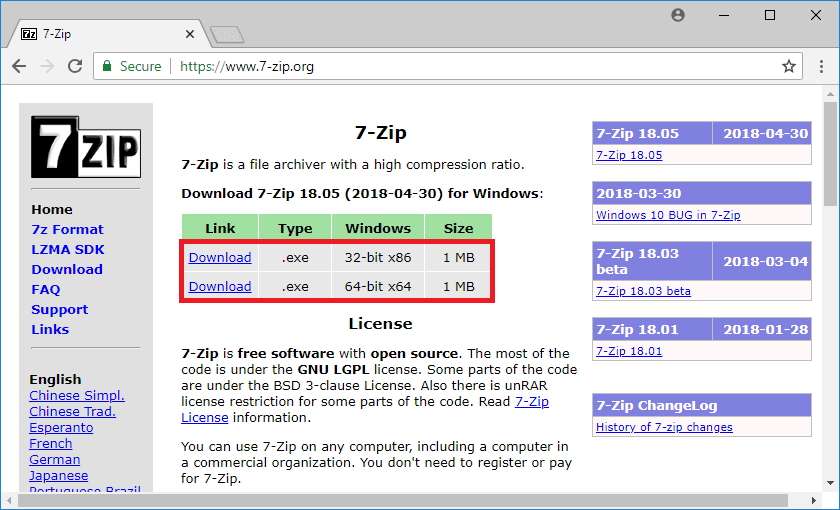 7z 7-Zip
Secure https://www.7-zip.org
7 ZIP
Home
7z Format
LZMA SDK
Download
FAQ
Support
Links
English
Chinese Simpl.
Chinese Trad.
Esperanto
French
German
Japanese
Portuguese Brazil
7-Zip
7-Zip is a file archiver with a high compression ratio.
Download 7-Zip 18.05 (2018-04-30) for Windows:
Link Type Windows Size
Download .exe 32-bit x86 1 MB
Download .exe 64-bit x64 1 MB
License
7-Zip is free software with open source. The most of the
code is under the GNU LGPL license. Some parts of the code
are under the BSD 3-clause License. Also there is unRAR
license restriction for some parts of the code. Read 7-Zip
License information.
You can use 7-Zip on any computer, including a computer in
a commercial organization. You don't need to register or pay
for 7-Zip.
7-Zip 18.05 2018-04-30
7-Zip 18.05
2018-03-30
Windows 10 BUG in 7-Zip
7-Zip 18.03
beta 2018-03-04
7-Zip 18.03 beta
7-Zip 18.01 2018-01-28
7-Zip 18.01
7-Zip ChangeLog
History of 7-zip changes